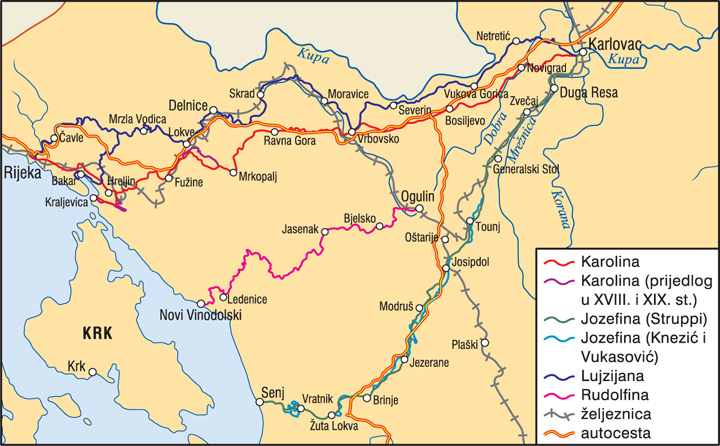 Netretić
Karlovac
Kupa
Kupa
Novigrad
Skrad
Moravice
Vukova Gorica
Duga Resa
Zvečaj
Delnice
Severin
Mrzla Vodica
Bosiljevo
Lokve
Čavle
Ravna Gora
Vrbovsko
Dobra
Mrežnica
Rijeka
Generalski Stol
Bakar
Hreljin
Fužine
Mrkopalj
Kraljevica
Ogulin
Korana
Bjelsko
Tounj
Jasenak
Oštarije
Josipdol
Ledenice
Novi Vinodolski
Modruš
KRK
Plaški
Jezerane
Krk
Senj
Vratnik
Brinje
Žuta Lokva
Karolina
Karolina (prijedlog
u XVIII. i XIX. st.)
Jozefina (Struppi)
Jozefina (Knezić i
Vukasović)
Lujzijana
Rudolfina
željeznica
autocesta